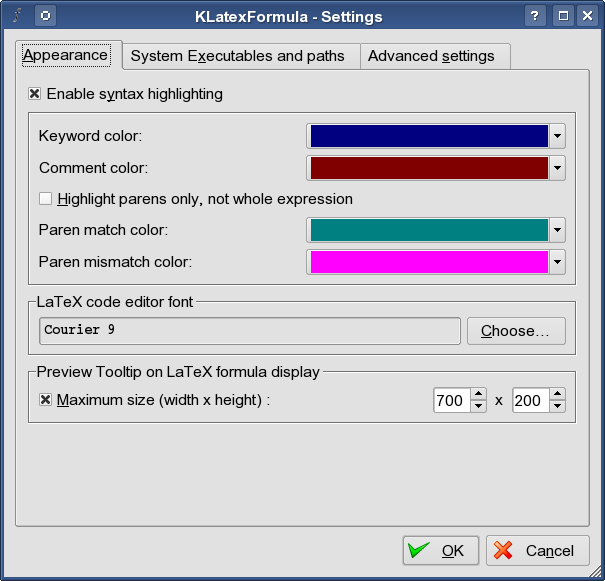 KLatexFormula - Settings
Appearance System Executables and paths Advanced settings
Enable syntax highlighting
Keyword color:
Comment color:
Highlight parens only, not whole expression
Paren match color:
Paren mismatch color:
LaTeX code editor font
Courier 9 Choose...
Preview Tooltip on LaTeX formula display
Maximum size (width x height) : 700 x 200
OK Cancel